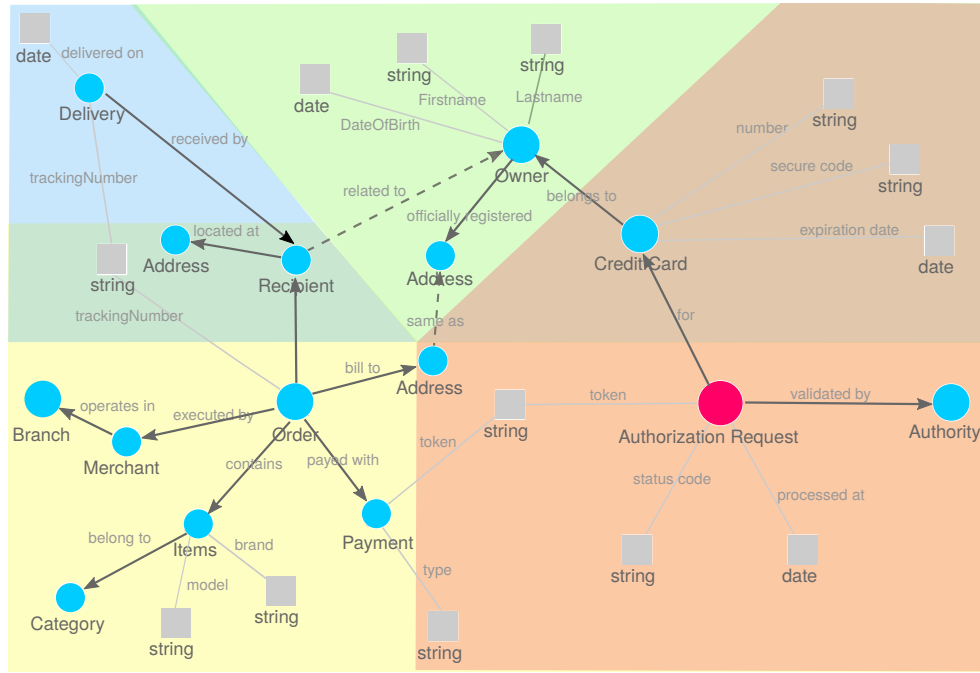 string
string
date
delivered on
string
string
date
Firstname
Lastname
Delivery
string
DateOfBirth
number
received by
secure code
Owner
string
trackingNumber
related to
belongs to
officially registered
located at
expiration date
Address
Address
Credit Card
date
string
Recipient
trackingNumber
same as
for
bill to
Address
token
validated by
operates in
executed by
Branch
Order
string
Authorization Request
Authority
token
Merchant
contains
payed with
status code
processed at
belong to
brand
Items
Payment
type
string
date
model
Category
string
string
string